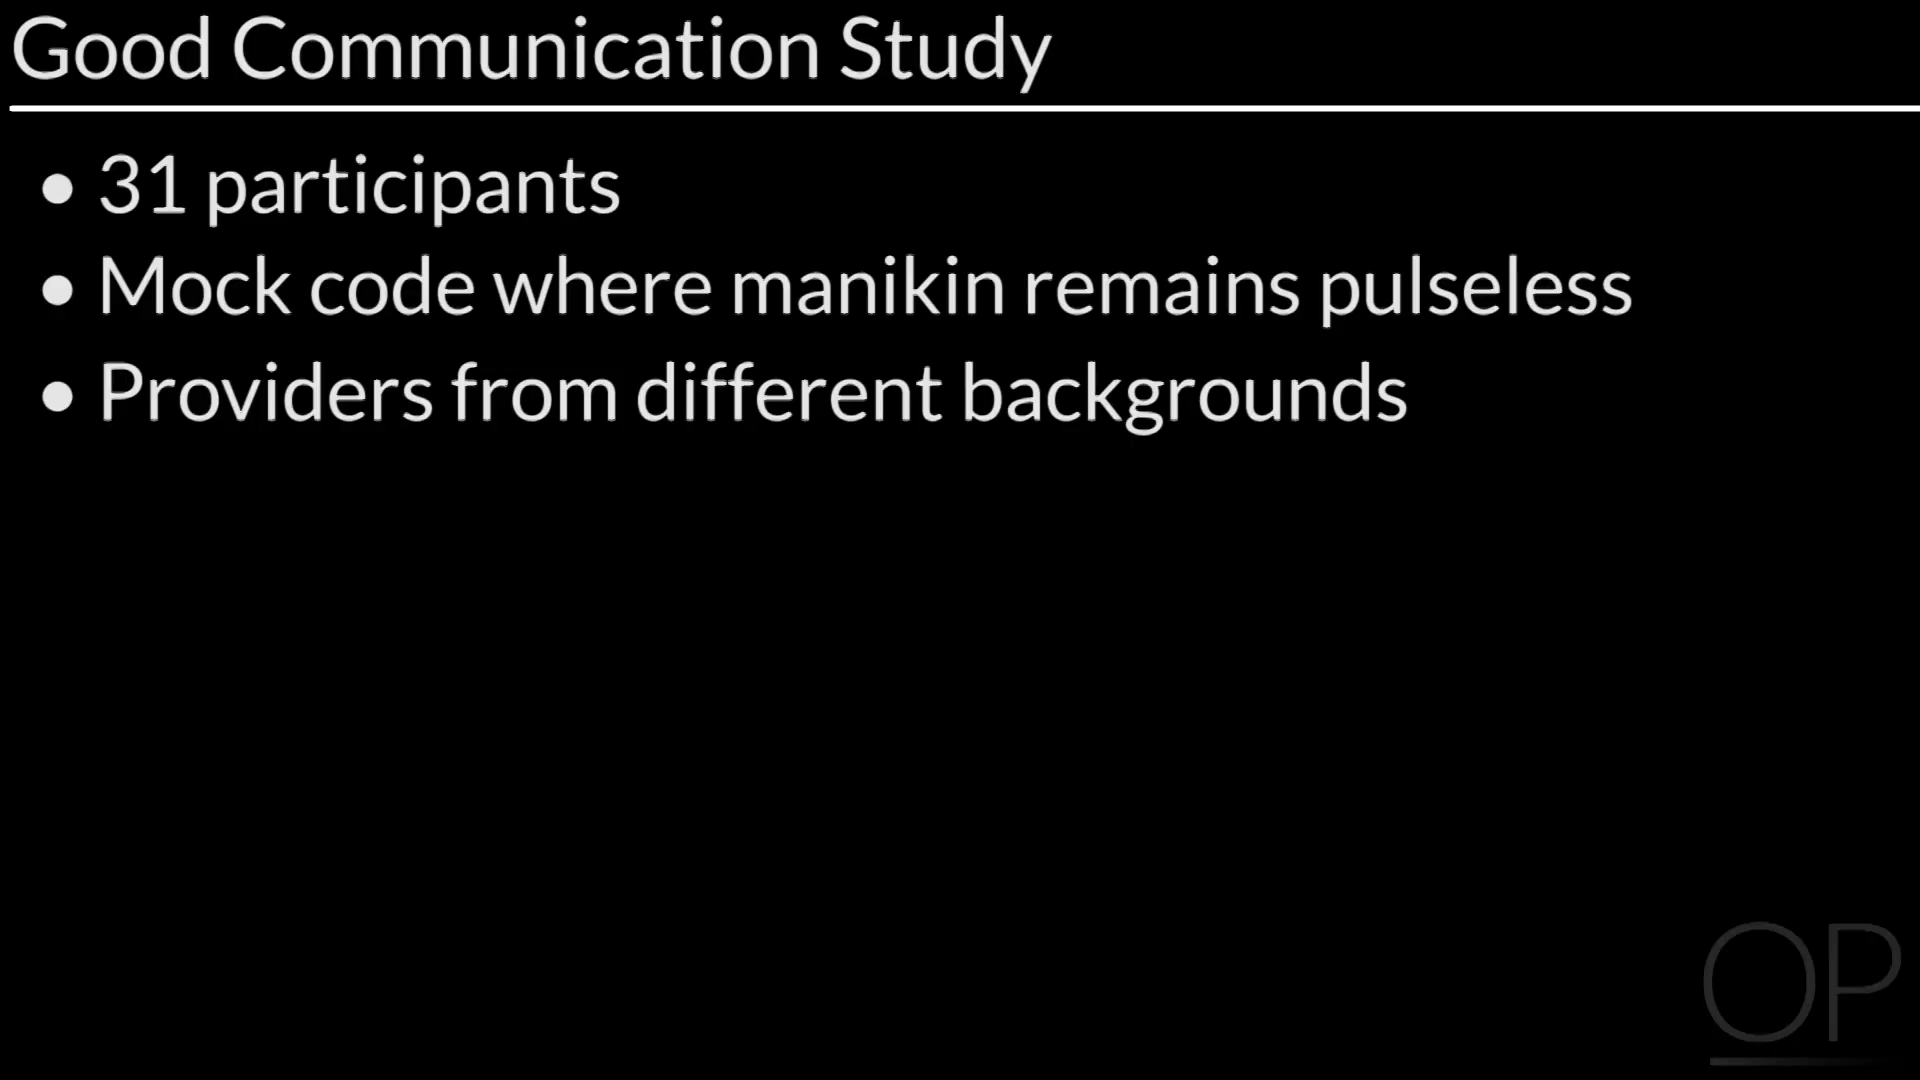 Good Communication Study
• 31 participants
• Mock code where manikin remains pulseless
• Providers from different backgrounds
OP